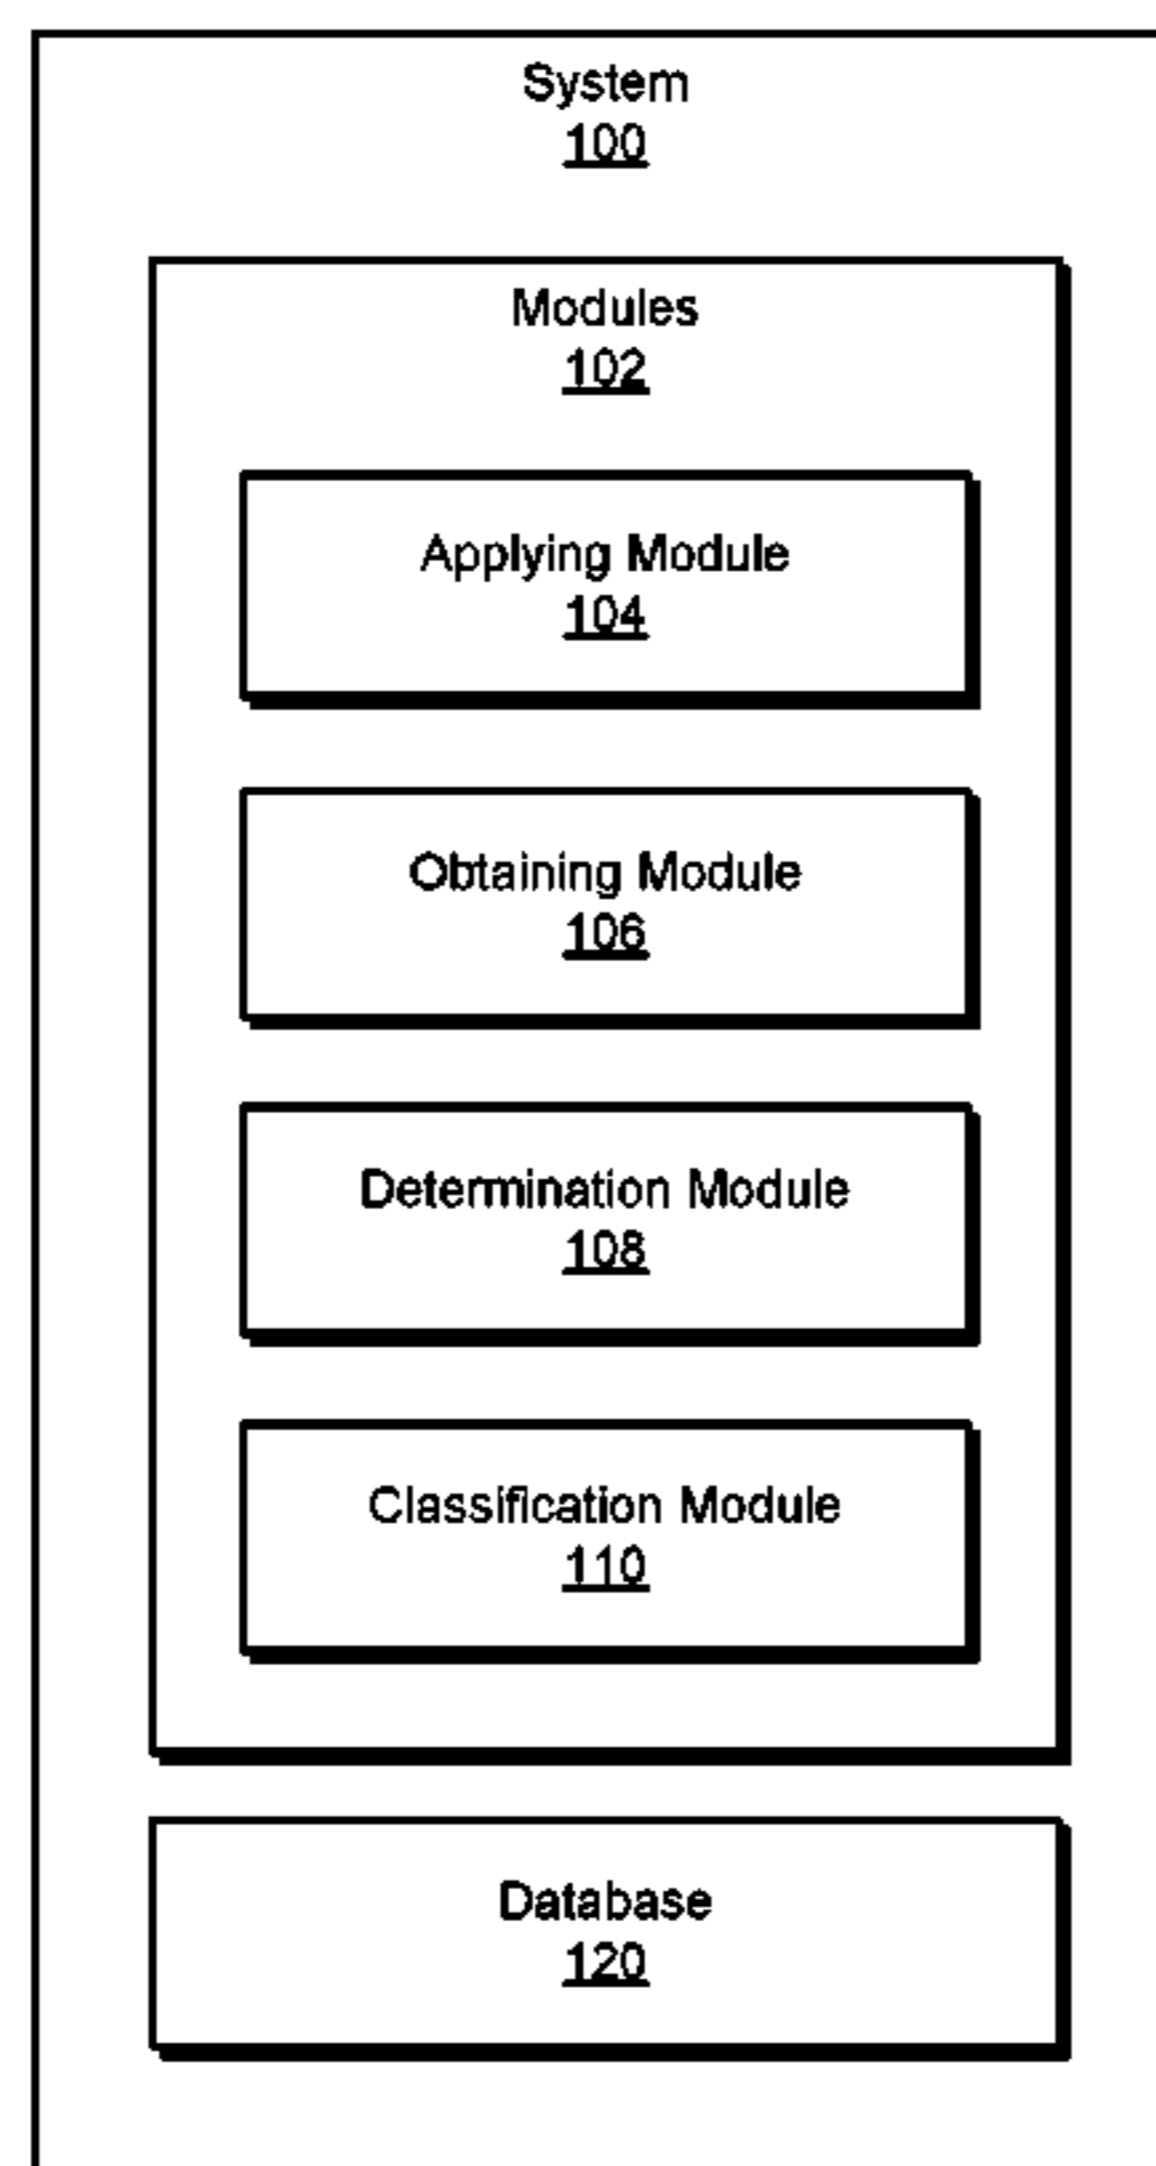 System
100
Modules
102
Applying Module
104
Obtaining Module
106
Determination Module
108
Classification Module
110
Database
120